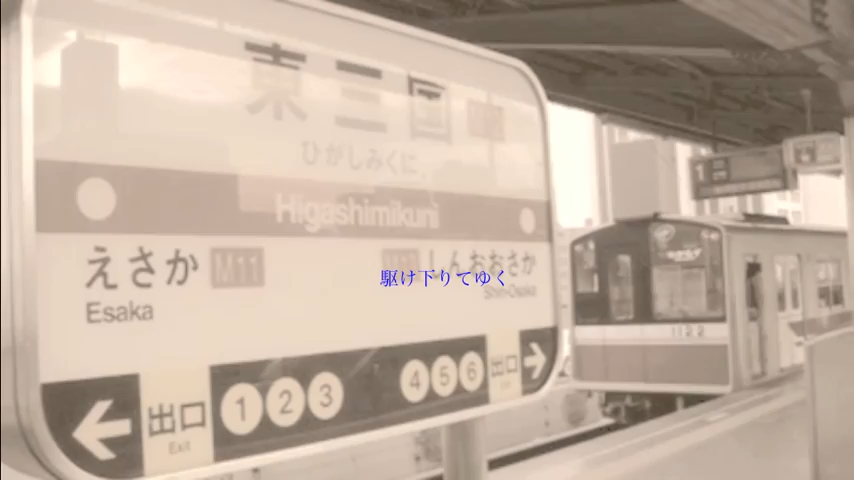 東三国
ひがしみくに
Higashimikuni
えさか M11
しんおおさか
Esaka
Shin-Osaka
駆け下りてゆく
出口 1 2 3
Exit
4 5 6 出口
1
1122